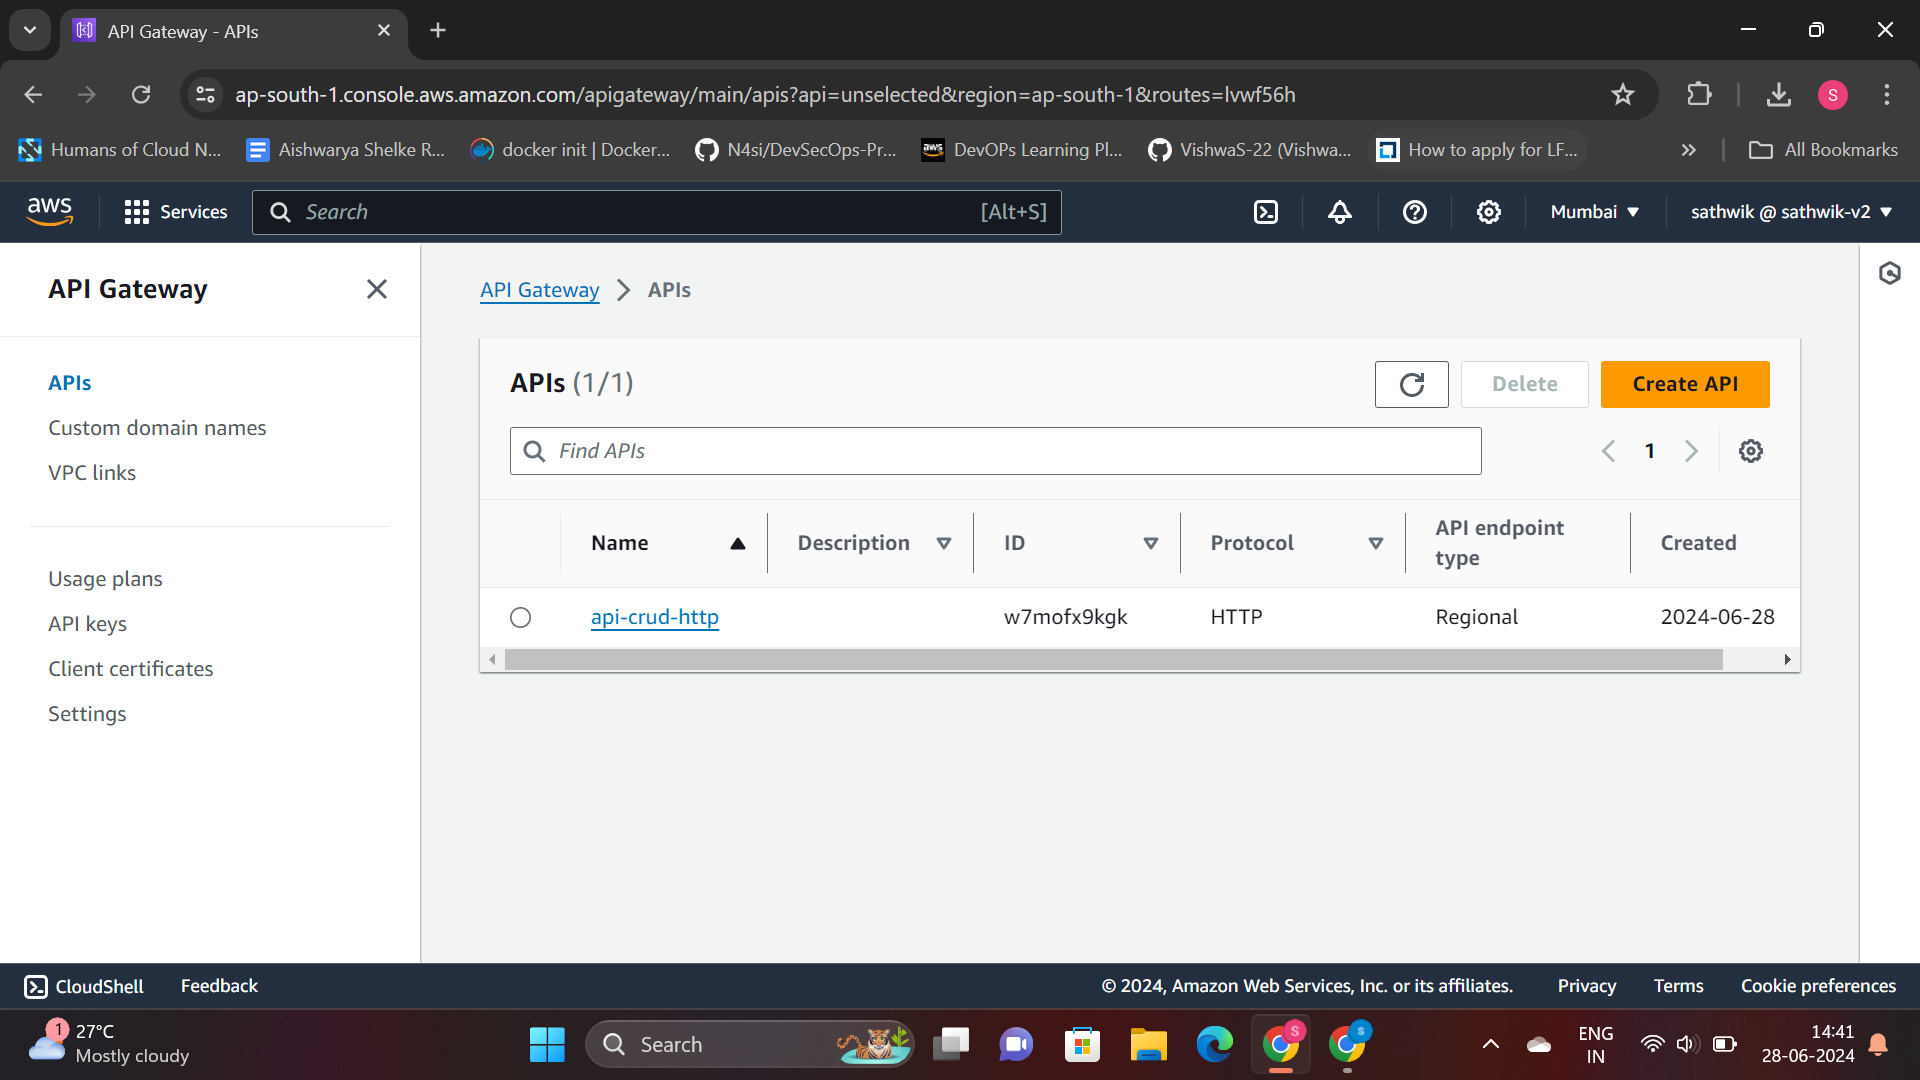 API Gateway - APIs
ap-south-1.console.aws.amazon.com/apigateway/main/apis?api=unselected&region=ap-south-1&routes=lvwf56h
S
Humans of Cloud N...
Aishwarya Shelke R...
docker init | Docker...
N4si/DevSecOps-Pr...
aws
DevOPs Learning Pl...
VishwaS-22 (Vishwa...
How to apply for LF...
All Bookmarks
aws
Services
Search
[Alt+S]
Mumbai
sathwik @ sathwik-v2
API Gateway
APIs
Custom domain names
VPC links
Usage plans
API keys
Client certificates
Settings
API Gateway > APIs
APIs (1/1)
Delete
Create API
Find APIs
1
Name
Description
ID
Protocol
API endpoint
type
Created
api-crud-http
w7mofx9kgk
HTTP
Regional
2024-06-28
CloudShell
Feedback
© 2024, Amazon Web Services, Inc. or its affiliates.
Privacy
Terms
Cookie preferences
1
27°C
Mostly cloudy
Search
S
S
ENG
IN
14:41
28-06-2024